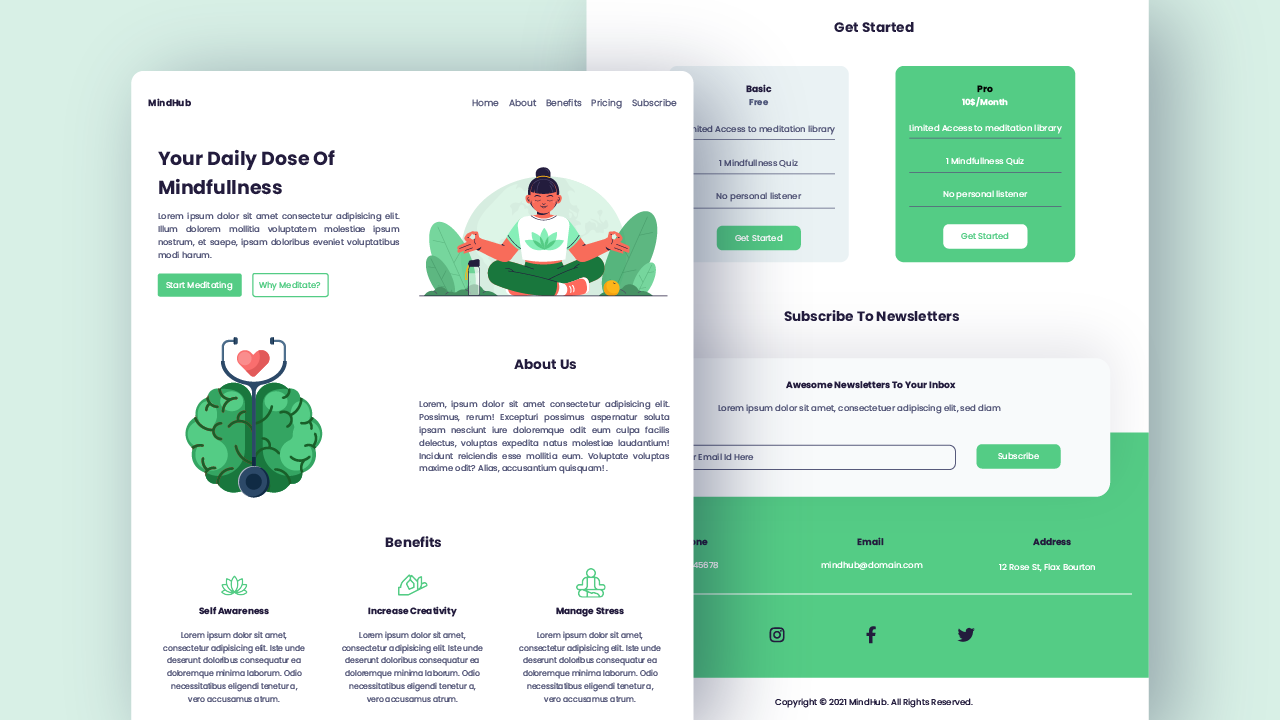 MindHub
Home About Benefits Pricing Subscribe
Your Daily Dose Of
Mindfullness
Lorem ipsum dolor sit amet consectetur adipisicing elit.
Illum dolorem mollitia voluptatem molestiae ipsum
nostrum, et saepe, ipsam doloribus eveniet voluptatibus
modi harum.
Start Meditating Why Meditate?
About Us
Lorem, ipsum dolor sit amet consectetur adipisicing elit.
Possimus, rerum! Excepturi possimus aspernatur soluta
ipsam nesciunt iure doloremque odit eum culpa facilis
delectus, voluptas expedita natus molestiae laudantium!
Incidunt reiciendis esse mollitia eum. Voluptate voluptas
maxime odit? Alias, accusantium quisquam!.
Benefits
Self Awareness
Lorem ipsum dolor sit amet,
consectetur adipisicing elit. Iste unde
deserunt doloribus consequatur ea
doloremque minima laborum. Odio
necessitatibus eligendi tenetur a,
vero accusamus atrum.
Increase Creativity
Lorem ipsum dolor sit amet,
consectetur adipisicing elit. Iste unde
deserunt doloribus consequatur ea
doloremque minima laborum. Odio
necessitatibus eligendi tenetur a,
vero accusamus atrum.
Manage Stress
Lorem ipsum dolor sit amet,
consectetur adipisicing elit. Iste unde
deserunt doloribus consequatur ea
doloremque minima laborum. Odio
necessitatibus eligendi tenetur a,
vero accusamus atrum.
Get Started
Basic
Free
mited Access to meditation library
1 Mindfullness Quiz
No personal listener
Get Started
Pro
10$/Month
Limited Access to meditation library
1 Mindfullness Quiz
No personal listener
Get Started
Subscribe To Newsletters
Awesome Newsletters To Your Inbox
Lorem ipsum dolor sit amet, consectetuer adipiscing elit, sed diam
r Email Id Here
Subscribe
one
45678
Email
mindhub@domain.com
Address
12 Rose St, Flax Bourton
Copyright © 2021 MindHub. All Rights Reserved.